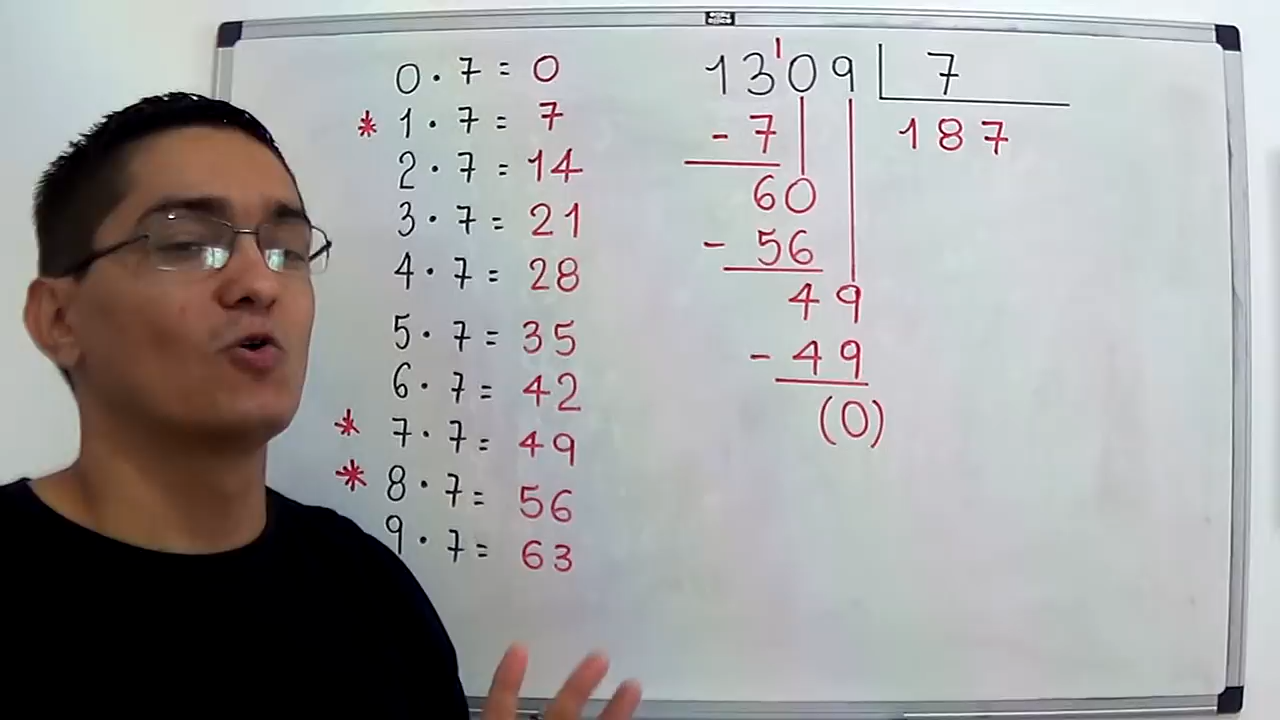 0 · 7 = 0
* 1 · 7 = 7
2 · 7 = 14
3 · 7 = 21
4 · 7 = 28
5 · 7 = 35
6 · 7 = 42
* 7 · 7 = 49
* 8 · 7 = 56
9 · 7 = 63
13'09 | 7
- 7
187
60
- 56
49
- 49
(0)